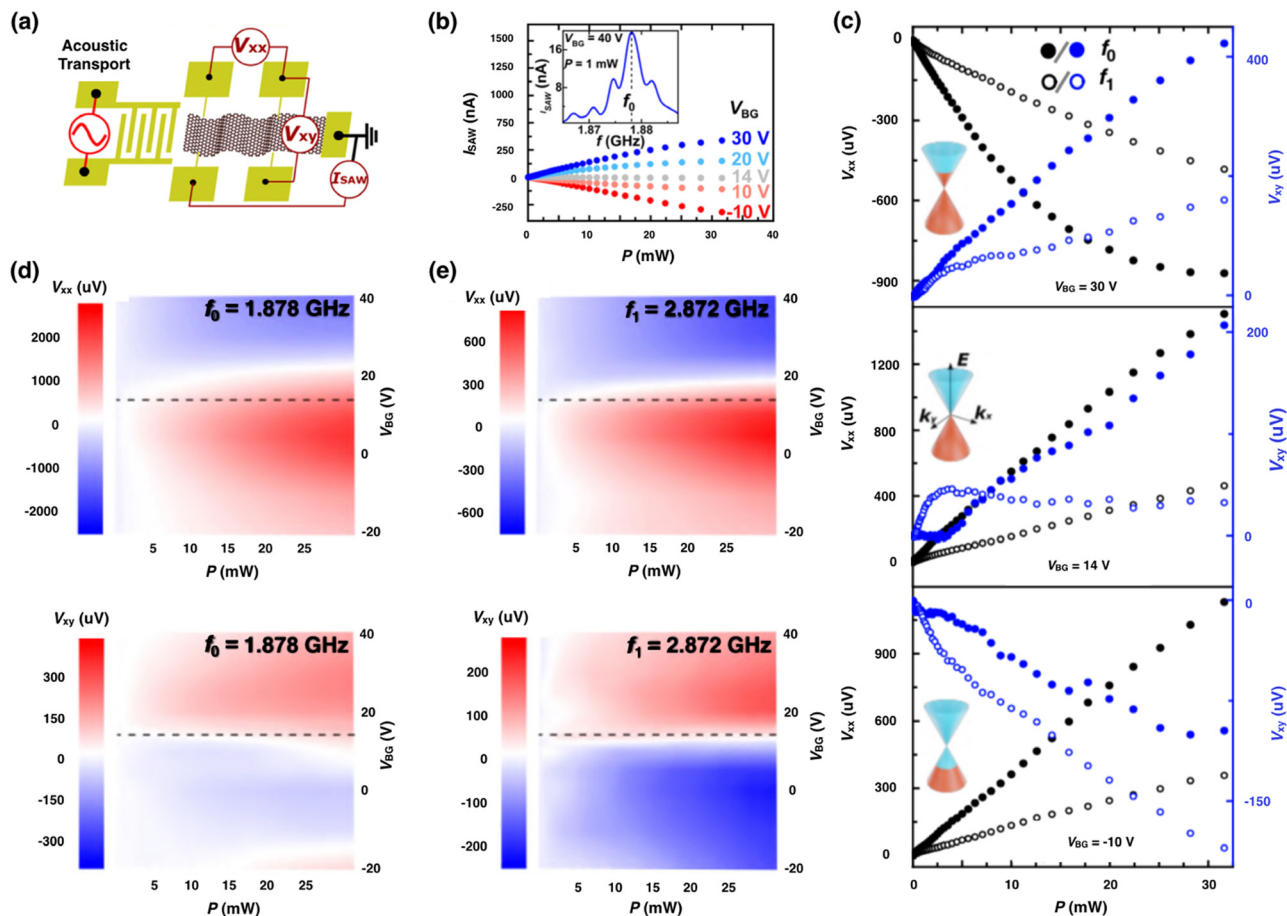 (a)
Acoustic
Transport
Vxx
Vxy
ISAW
(b)
ISAW (nA)
1500
1250
1000
750
500
250
0
-250
0 10 20 30 40
P (mW)
VBG = 40 V
P = 1 mW
f0
ISAW (nA)
16
8
0
1.87 1.88
f (GHz)
VBG
30 V
20 V
14 V
10 V
-10 V
(c)
f0
f1
Vxx (uV)
0
-300
-600
-900
Vxy (uV)
400
200
0
VBG = 30 V
E
ky
kx
Vxx (uV)
1200
800
400
0
Vxy (uV)
200
100
0
VBG = 14 V
Vxx (uV)
900
600
300
0
Vxy (uV)
0
-150
VBG = -10 V
0 10 20 30
P (mW)
(d)
Vxx (uV)
2000
1000
0
-1000
-2000
f0 = 1.878 GHz
40
20
0
-20
VBG (V)
5 10 15 20 25
P (mW)
Vxy (uV)
300
150
0
-150
-300
f0 = 1.878 GHz
40
20
0
-20
VBG (V)
5 10 15 20 25
P (mW)
(e)
Vxx (uV)
600
300
0
-300
-600
f1 = 2.872 GHz
40
20
0
-20
VBG (V)
5 10 15 20 25
P (mW)
Vxy (uV)
200
100
0
-100
-200
f1 = 2.872 GHz
40
20
0
-20
VBG (V)
5 10 15 20 25
P (mW)